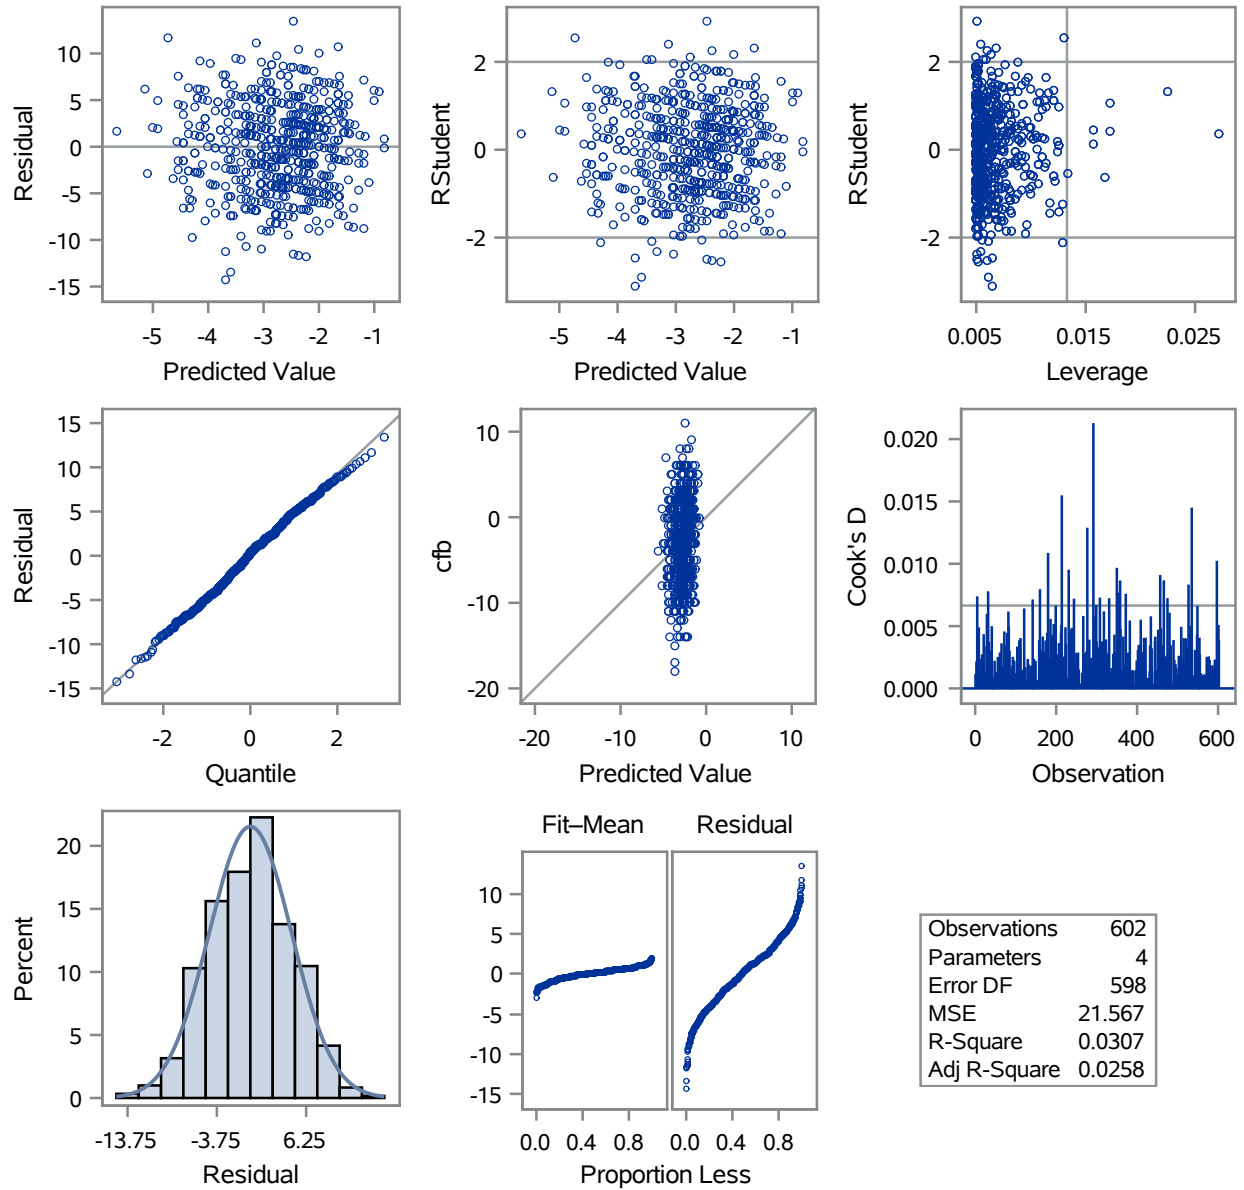 Residual
10
5
0
-5
-10
-15
-5 -4 -3 -2 -1
Predicted Value
RStudent
2
0
-2
-5 -4 -3 -2 -1
Predicted Value
RStudent
2
0
-2
0.005 0.015 0.025
Leverage
Residual
15
10
5
0
-5
-10
-15
-2 0 2
Quantile
cfb
10
0
-10
-20
-20 -10 0 10
Predicted Value
Cook's D
0.020
0.015
0.010
0.005
0.000
0 200 400 600
Observation
Percent
20
15
10
5
0
-13.75 -3.75 6.25
Residual
Fit–Mean Residual
10
5
0
-5
-10
-15
0.0 0.4 0.8 0.0 0.4 0.8
Proportion Less
Observations 602
Parameters 4
Error DF 598
MSE 21.567
R-Square 0.0307
Adj R-Square 0.0258